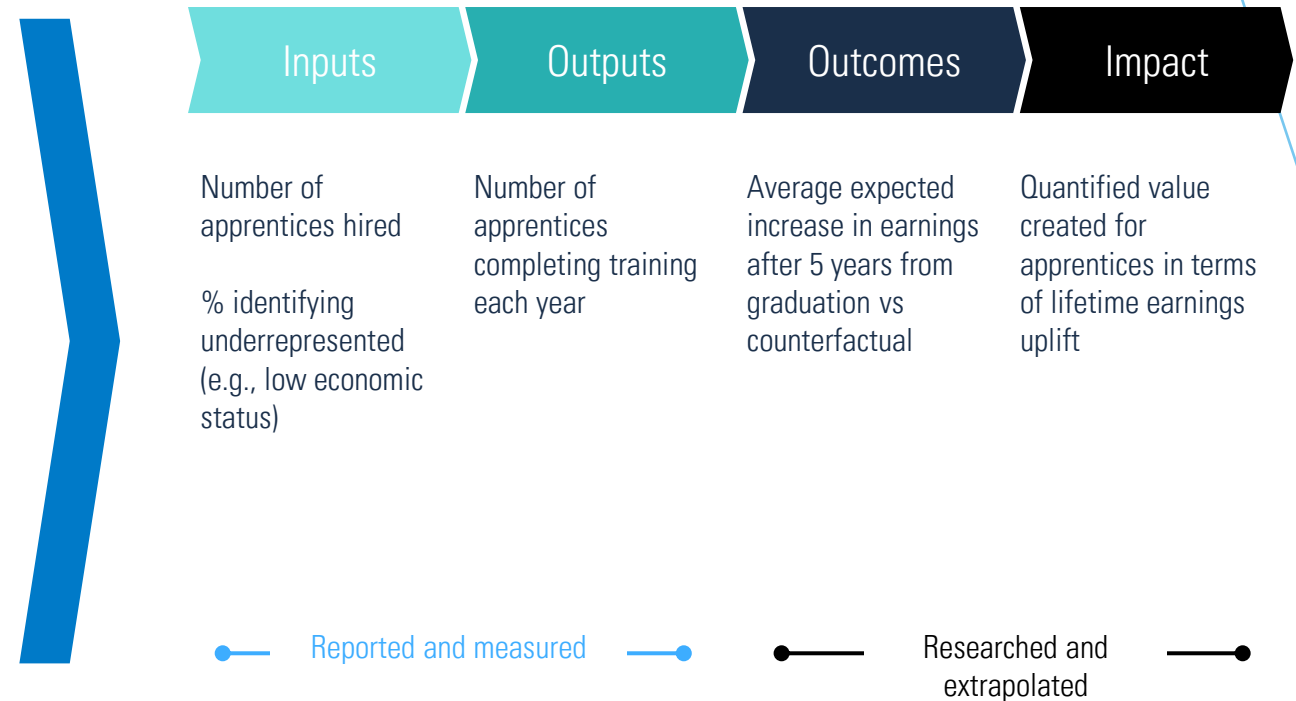 Inputs
Outputs
Outcomes
Impact
Number of
apprentices hired
% identifying
underrepresented
(e.g., low economic
status)
Number of
apprentices
completing training
each year
Average expected
increase in earnings
after 5 years from
graduation vs
counterfactual
Quantified value
created for
apprentices in terms
of lifetime earnings
uplift
Reported and measured
Researched and
extrapolated